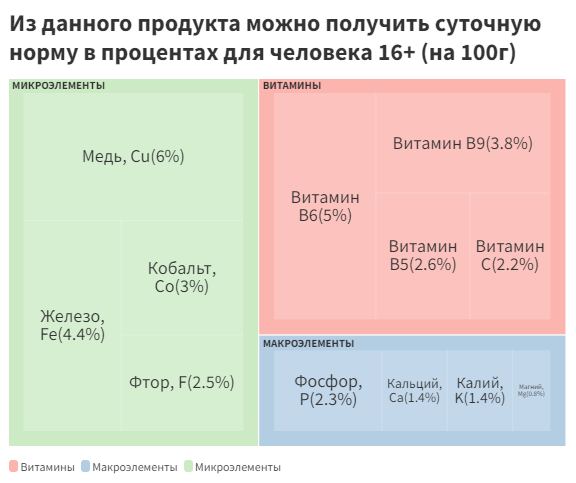 Из данного продукта можно получить суточную
норму в процентах для человека 16+ (на 100г)
МИКРОЭЛЕМЕНТЫ
Медь, Cu(6%)
Железо,
Fe(4.4%)
Кобальт,
Co(3%)
Фтор, F(2.5%)
ВИТАМИНЫ
Витамин
B6(5%)
Витамин B9(3.8%)
Витамин
B5(2.6%)
Витамин
C(2.2%)
МАКРОЭЛЕМЕНТЫ
Фосфор,
P(2.3%)
Кальций,
Ca(1.4%)
Калий,
K(1.4%)
Магний,
Mg(0.8%)
Витамины Макроэлементы Микроэлементы